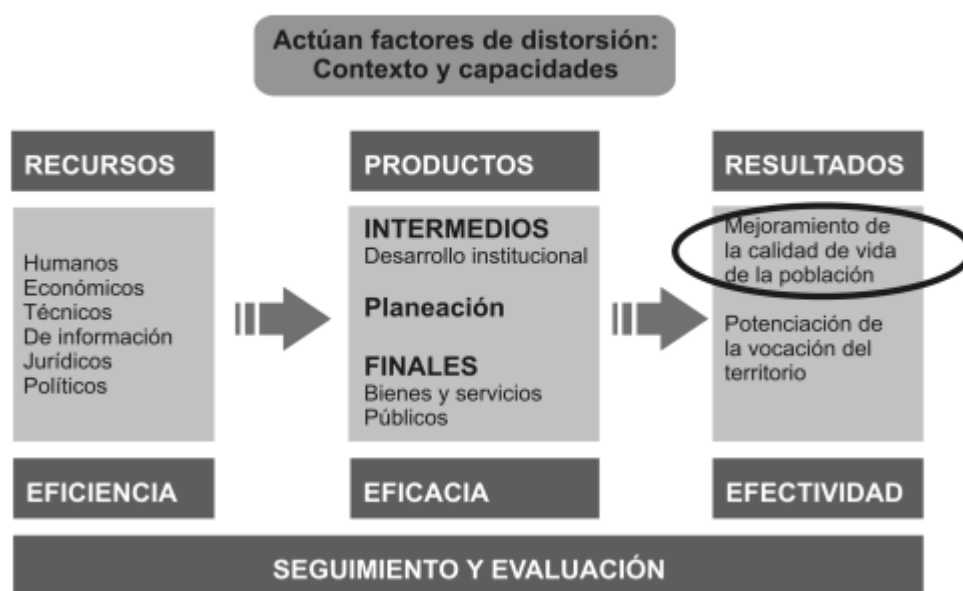 Actúan factores de distorsión:
Contexto y capacidades
RECURSOS
Humanos
Económicos
Técnicos
De información
Jurídicos
Políticos
EFICIENCIA
PRODUCTOS
INTERMEDIOS
Desarrollo institucional
Planeación
FINALES
Bienes y servicios
Públicos
EFICACIA
RESULTADOS
Mejoramiento de
la calidad de vida
de la población
Potenciación de
la vocación del
territorio
EFECTIVIDAD
SEGUIMIENTO Y EVALUACIÓN